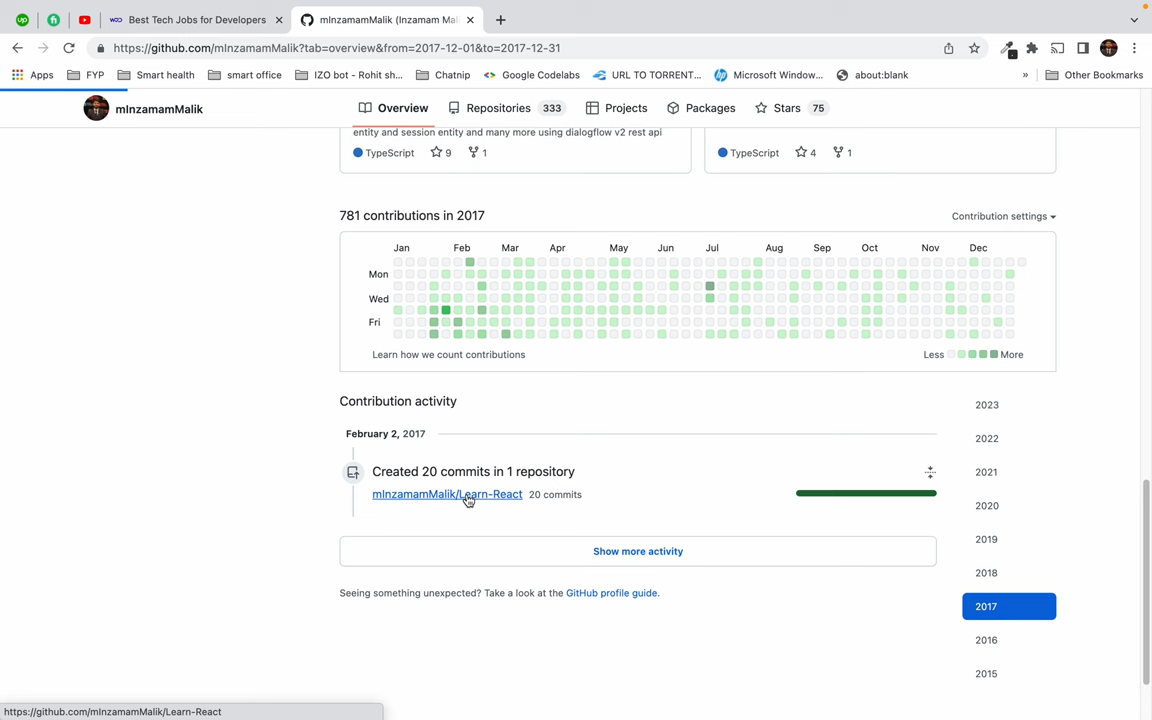 Best Tech Jobs for Developers
mInzamamMalik (Inzamam Mal
https://github.com/mInzamamMalik?tab=overview&from=2017-12-01&to=2017-12-31
Apps FYP Smart health smart office IZO bot - Rohit sh... Chatnip Google Codelabs URL TO TORRENT... Microsoft Window... about:blank » Other Bookmarks
mInzamamMalik Overview Repositories 333 Projects Packages Stars 75
entity and session entity and many more using dialogflow v2 rest api
TypeScript 9 1 TypeScript 4 1
781 contributions in 2017 Contribution settings
Jan Feb Mar Apr May Jun Jul Aug Sep Oct Nov Dec
Mon
Wed
Fri
Learn how we count contributions Less More
Contribution activity
2023
February 2, 2017
2022
Created 20 commits in 1 repository
2021
mInzamamMalik/Learn-React 20 commits
2020
2019
Show more activity
2018
Seeing something unexpected? Take a look at the GitHub profile guide.
2017
2016
2015
https://github.com/mInzamamMalik/Learn-React